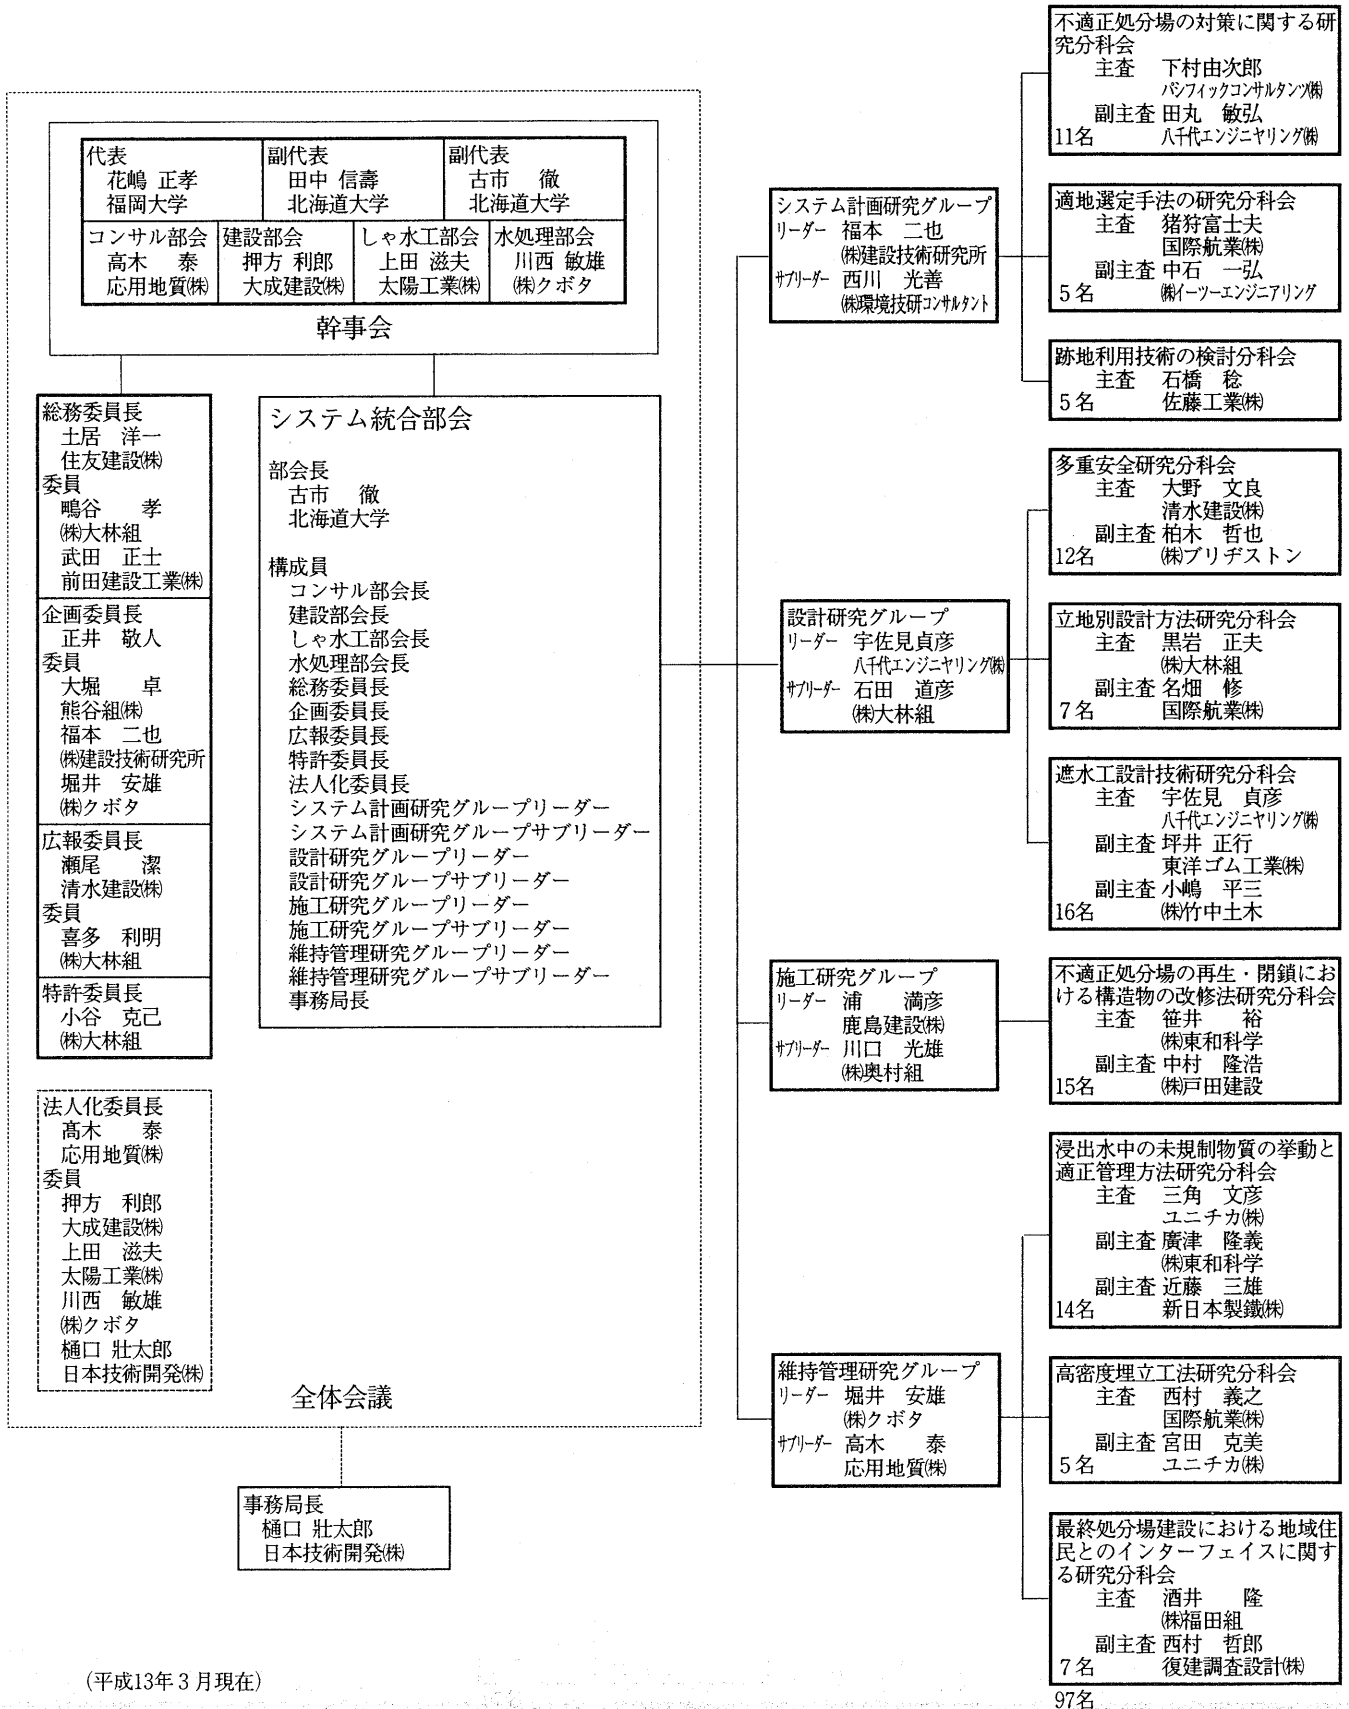 代表
花嶋 正孝
福岡大学
副代表
田中 信壽
北海道大学
副代表
古市 徹
北海道大学
コンサル部会
高木 泰
応用地質㈱
建設部会
押方 利郎
大成建設㈱
しゃ水工部会
上田 滋夫
太陽工業㈱
水処理部会
川西 敏雄
㈱クボタ
幹事会
総務委員長
土居 洋一
住友建設㈱
委員
鴫谷 孝
㈱大林組
武田 正士
前田建設工業㈱
企画委員長
正井 敬人
委員
大堀 卓
熊谷組㈱
福本 二也
㈱建設技術研究所
堀井 安雄
㈱クボタ
広報委員長
瀬尾 潔
清水建設㈱
委員
喜多 利明
㈱大林組
特許委員長
小谷 克己
㈱大林組
法人化委員長
髙木 泰
応用地質㈱
委員
押方 利郎
大成建設㈱
上田 滋夫
太陽工業㈱
川西 敏雄
㈱クボタ
樋口 壯太郎
日本技術開発㈱
システム統合部会
部会長
古市 徹
北海道大学
構成員
コンサル部会長
建設部会長
しゃ水工部会長
水処理部会長
総務委員長
企画委員長
広報委員長
特許委員長
法人化委員長
システム計画研究グループリーダー
システム計画研究グループサブリーダー
設計研究グループリーダー
設計研究グループサブリーダー
施工研究グループリーダー
施工研究グループサブリーダー
維持管理研究グループリーダー
維持管理研究グループサブリーダー
事務局長
全体会議
事務局長
樋口 壯太郎
日本技術開発㈱
システム計画研究グループ
リーダー 福本 二也
㈱建設技術研究所
サブリーダー 西川 光善
㈱環境技研コンサルタント
設計研究グループ
リーダー 宇佐見貞彦
八千代エンジニヤリング㈱
サブリーダー 石田 道彦
㈱大林組
施工研究グループ
リーダー 浦 満彦
鹿島建設㈱
サブリーダー 川口 光雄
㈱奥村組
維持管理研究グループ
リーダー 堀井 安雄
㈱クボタ
サブリーダー 高木 泰
応用地質㈱
不適正処分場の対策に関する研
究分科会
主査 下村由次郎
パシフィックコンサルタンツ㈱
副主査 田丸 敏弘
11名 八千代エンジニヤリング㈱
適地選定手法の研究分科会
主査 猪狩富士夫
国際航業㈱
副主査 中石 一弘
5名 ㈱イーツーエンジニアリング
跡地利用技術の検討分科会
主査 石橋 稔
5名 佐藤工業㈱
多重安全研究分科会
主査 大野 文良
清水建設㈱
副主査 柏木 哲也
12名 ㈱ブリヂストン
立地別設計方法研究分科会
主査 黒岩 正夫
㈱大林組
副主査 名畑 修
7名 国際航業㈱
遮水工設計技術研究分科会
主査 宇佐見 貞彦
八千代エンジニヤリング㈱
副主査 坪井 正行
東洋ゴム工業㈱
副主査 小嶋 平三
16名 ㈱竹中土木
不適正処分場の再生・閉鎖にお
ける構造物の改修法研究分科会
主査 笹井 裕
㈱東和科学
副主査 中村 隆浩
15名 ㈱戸田建設
浸出水中の未規制物質の挙動と
適正管理方法研究分科会
主査 三角 文彦
ユニチカ㈱
副主査 廣津 隆義
㈱東和科学
副主査 近藤 三雄
14名 新日本製鐵㈱
高密度埋立工法研究分科会
主査 西村 義之
国際航業㈱
副主査 宮田 克美
5名 ユニチカ㈱
最終処分場建設における地域住
民とのインターフェイスに関す
る研究分科会
主査 酒井 隆
㈱福田組
副主査 西村 哲郎
7名 復建調査設計㈱
97名
(平成13年3月現在)